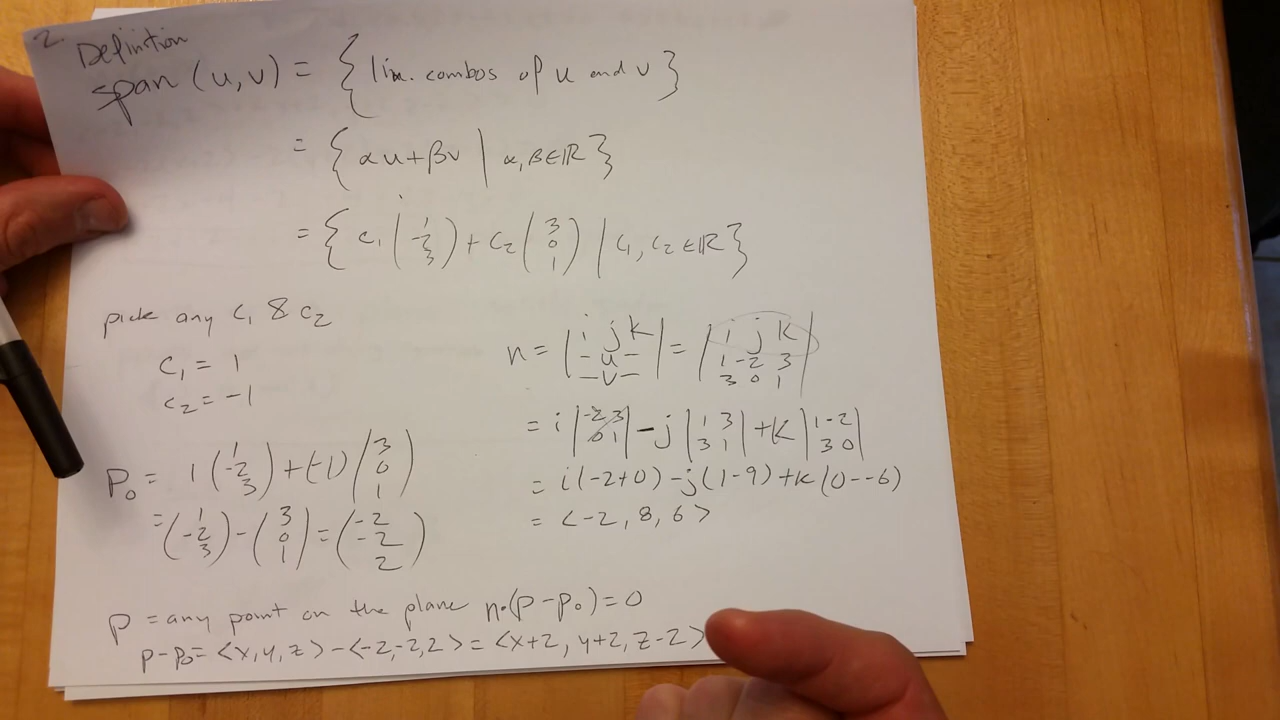 2.
Definition
span (u,v) = { lin. combos of u and v }
= { αu+βv | α,β∈ℝ }
= { c₁ (1 -2 3) + c₂ (3 0 1) | c₁, c₂ ∈ℝ }
pick any c₁ & c₂
c₁ = 1
c₂ = -1
P₀ = 1 (1 -2 3) + (-1) (3 0 1)
= (1 -2 3) - (3 0 1) = (-2 -2 2)
n = | i j k -u- -v- | = | i j k 1 -2 3 3 0 1 |
= i | -2 3 0 1 | - j | 1 3 3 1 | + k | 1 -2 3 0 |
= i(-2+0) - j(1-9) + k(0--6)
= <-2, 8, 6>
p = any point on the plane n·(p-p₀)=0
p-p₀ = <x,y,z> - <-2,-2,2> = <x+2, y+2, z-2>